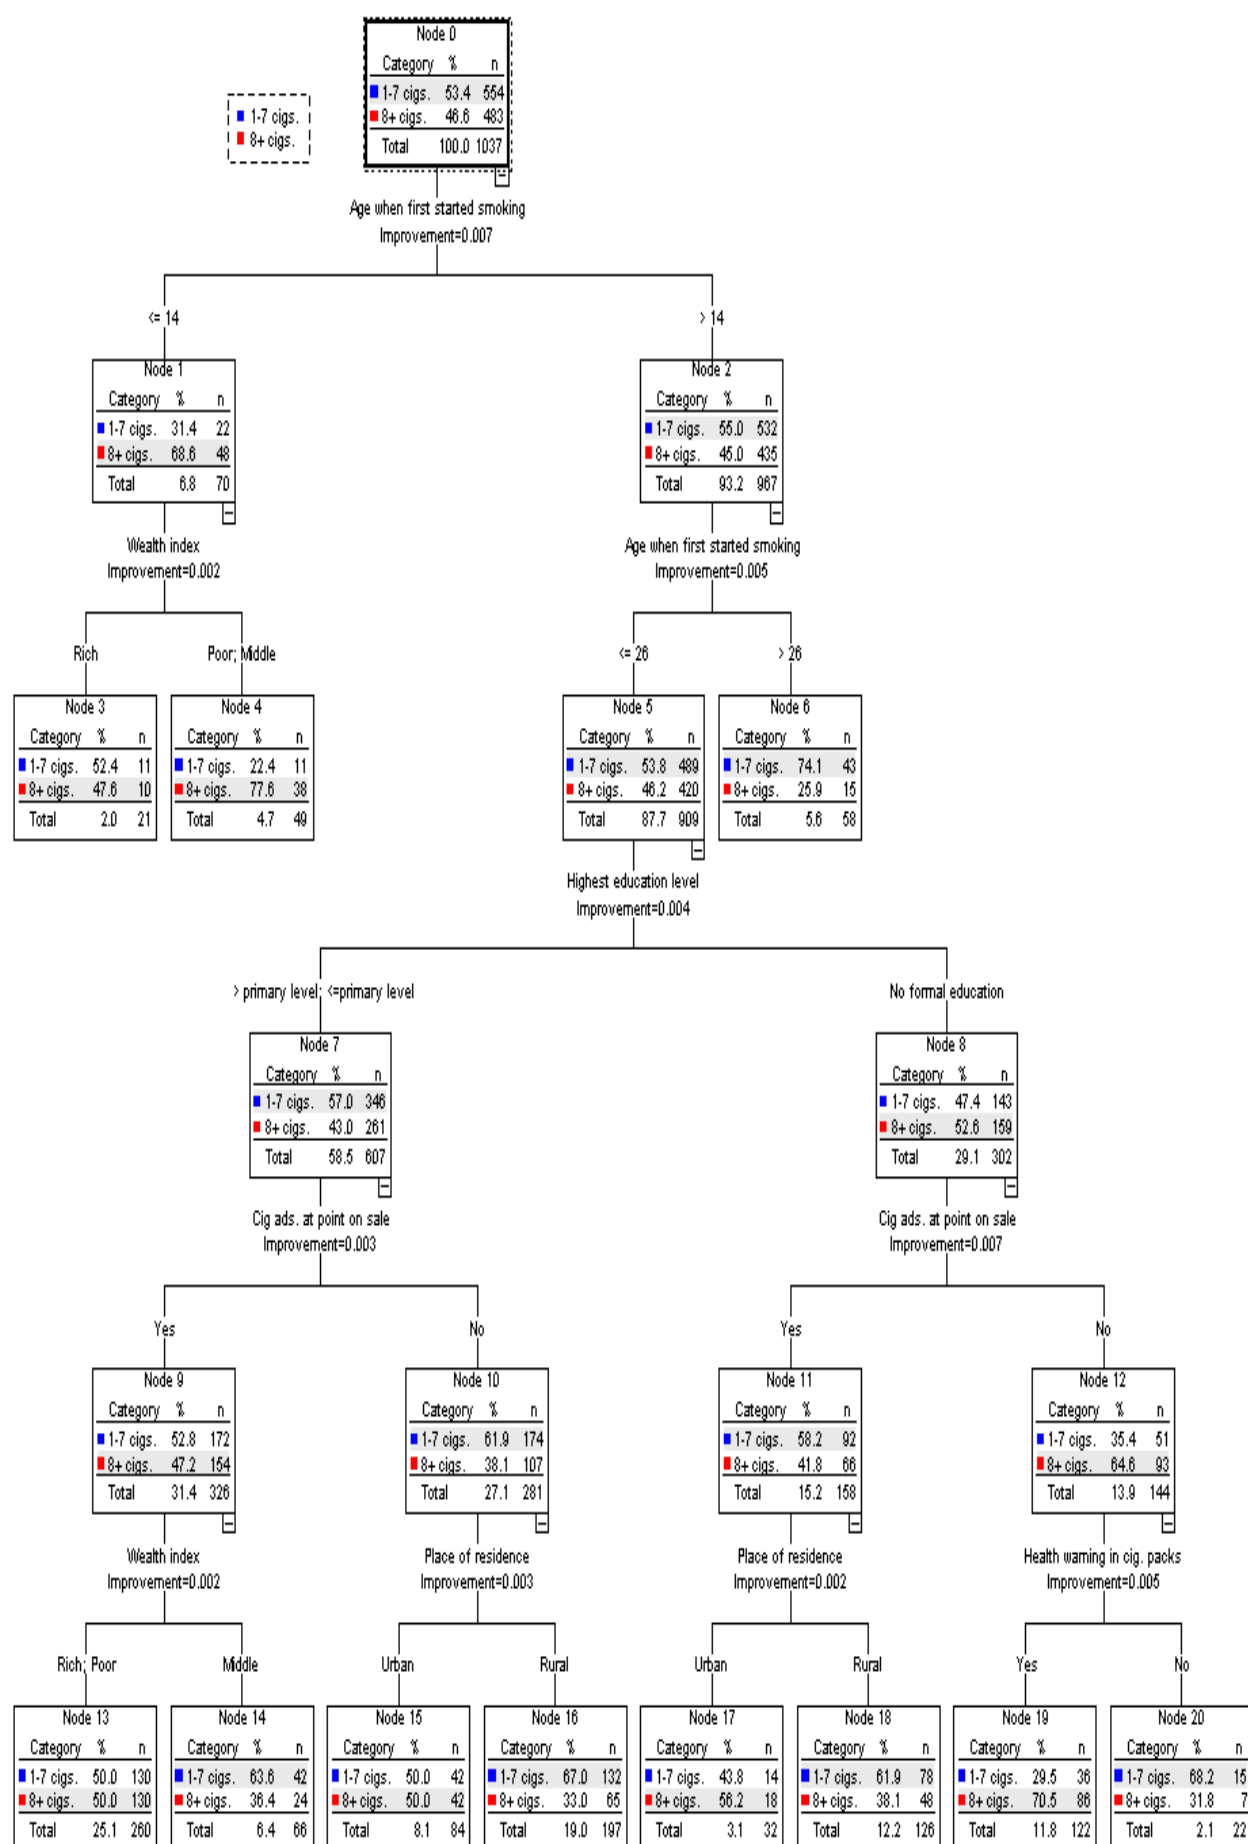 Node 0
Category % n
1-7 cigs. 53.4 554
8+ cigs. 46.6 483
Total 100.0 1037
1-7 cigs.
8+ cigs.
Age when first started smoking
Improvement=0.007
<= 14
> 14
Node 1
Category % n
1-7 cigs. 31.4 22
8+ cigs. 68.6 48
Total 6.8 70
Node 2
Category % n
1-7 cigs. 55.0 532
8+ cigs. 45.0 435
Total 93.2 967
Wealth index
Improvement=0.002
Age when first started smoking
Improvement=0.005
Rich
Poor; Middle
<= 26
> 26
Node 3
Category % n
1-7 cigs. 52.4 11
8+ cigs. 47.6 10
Total 2.0 21
Node 4
Category % n
1-7 cigs. 22.4 11
8+ cigs. 77.6 38
Total 4.7 49
Node 5
Category % n
1-7 cigs. 53.8 489
8+ cigs. 46.2 420
Total 87.7 909
Node 6
Category % n
1-7 cigs. 74.1 43
8+ cigs. 25.9 15
Total 5.6 58
Highest education level
Improvement=0.004
> primary level; <=primary level
No formal education
Node 7
Category % n
1-7 cigs. 57.0 346
8+ cigs. 43.0 261
Total 58.5 607
Node 8
Category % n
1-7 cigs. 47.4 143
8+ cigs. 52.6 159
Total 29.1 302
Cig ads. at point on sale
Improvement=0.003
Cig ads. at point on sale
Improvement=0.007
Yes
No
Yes
No
Node 9
Category % n
1-7 cigs. 52.8 172
8+ cigs. 47.2 154
Total 31.4 326
Node 10
Category % n
1-7 cigs. 61.9 174
8+ cigs. 38.1 107
Total 27.1 281
Node 11
Category % n
1-7 cigs. 58.2 92
8+ cigs. 41.8 66
Total 15.2 158
Node 12
Category % n
1-7 cigs. 35.4 51
8+ cigs. 64.6 93
Total 13.9 144
Wealth index
Improvement=0.002
Place of residence
Improvement=0.003
Place of residence
Improvement=0.002
Health warning in cig. packs
Improvement=0.005
Rich; Poor
Middle
Urban
Rural
Urban
Rural
Yes
No
Node 13
Category % n
1-7 cigs. 50.0 130
8+ cigs. 50.0 130
Total 25.1 260
Node 14
Category % n
1-7 cigs. 63.6 42
8+ cigs. 36.4 24
Total 6.4 66
Node 15
Category % n
1-7 cigs. 50.0 42
8+ cigs. 50.0 42
Total 8.1 84
Node 16
Category % n
1-7 cigs. 67.0 132
8+ cigs. 33.0 65
Total 19.0 197
Node 17
Category % n
1-7 cigs. 43.8 14
8+ cigs. 56.2 18
Total 3.1 32
Node 18
Category % n
1-7 cigs. 61.9 78
8+ cigs. 38.1 48
Total 12.2 126
Node 19
Category % n
1-7 cigs. 29.5 36
8+ cigs. 70.5 86
Total 11.8 122
Node 20
Category % n
1-7 cigs. 68.2 15
8+ cigs. 31.8 7
Total 2.1 22